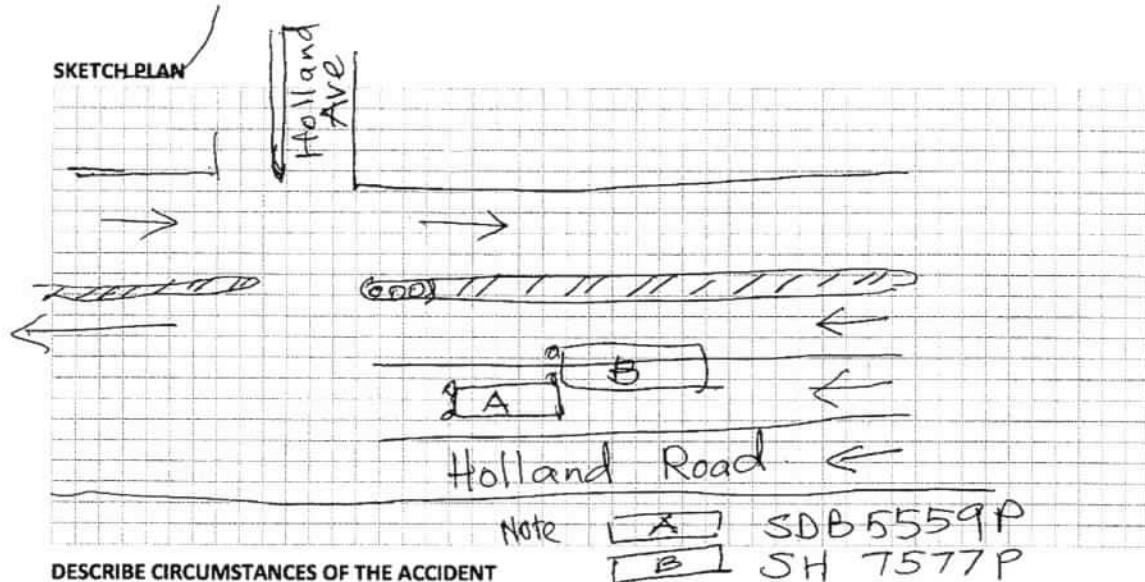 SKETCH PLAN
Holland
Ave
B
A
Holland Road
Note A SDB5559P
B SH 7577P
DESCRIBE CIRCUMSTANCES OF THE ACCIDENT